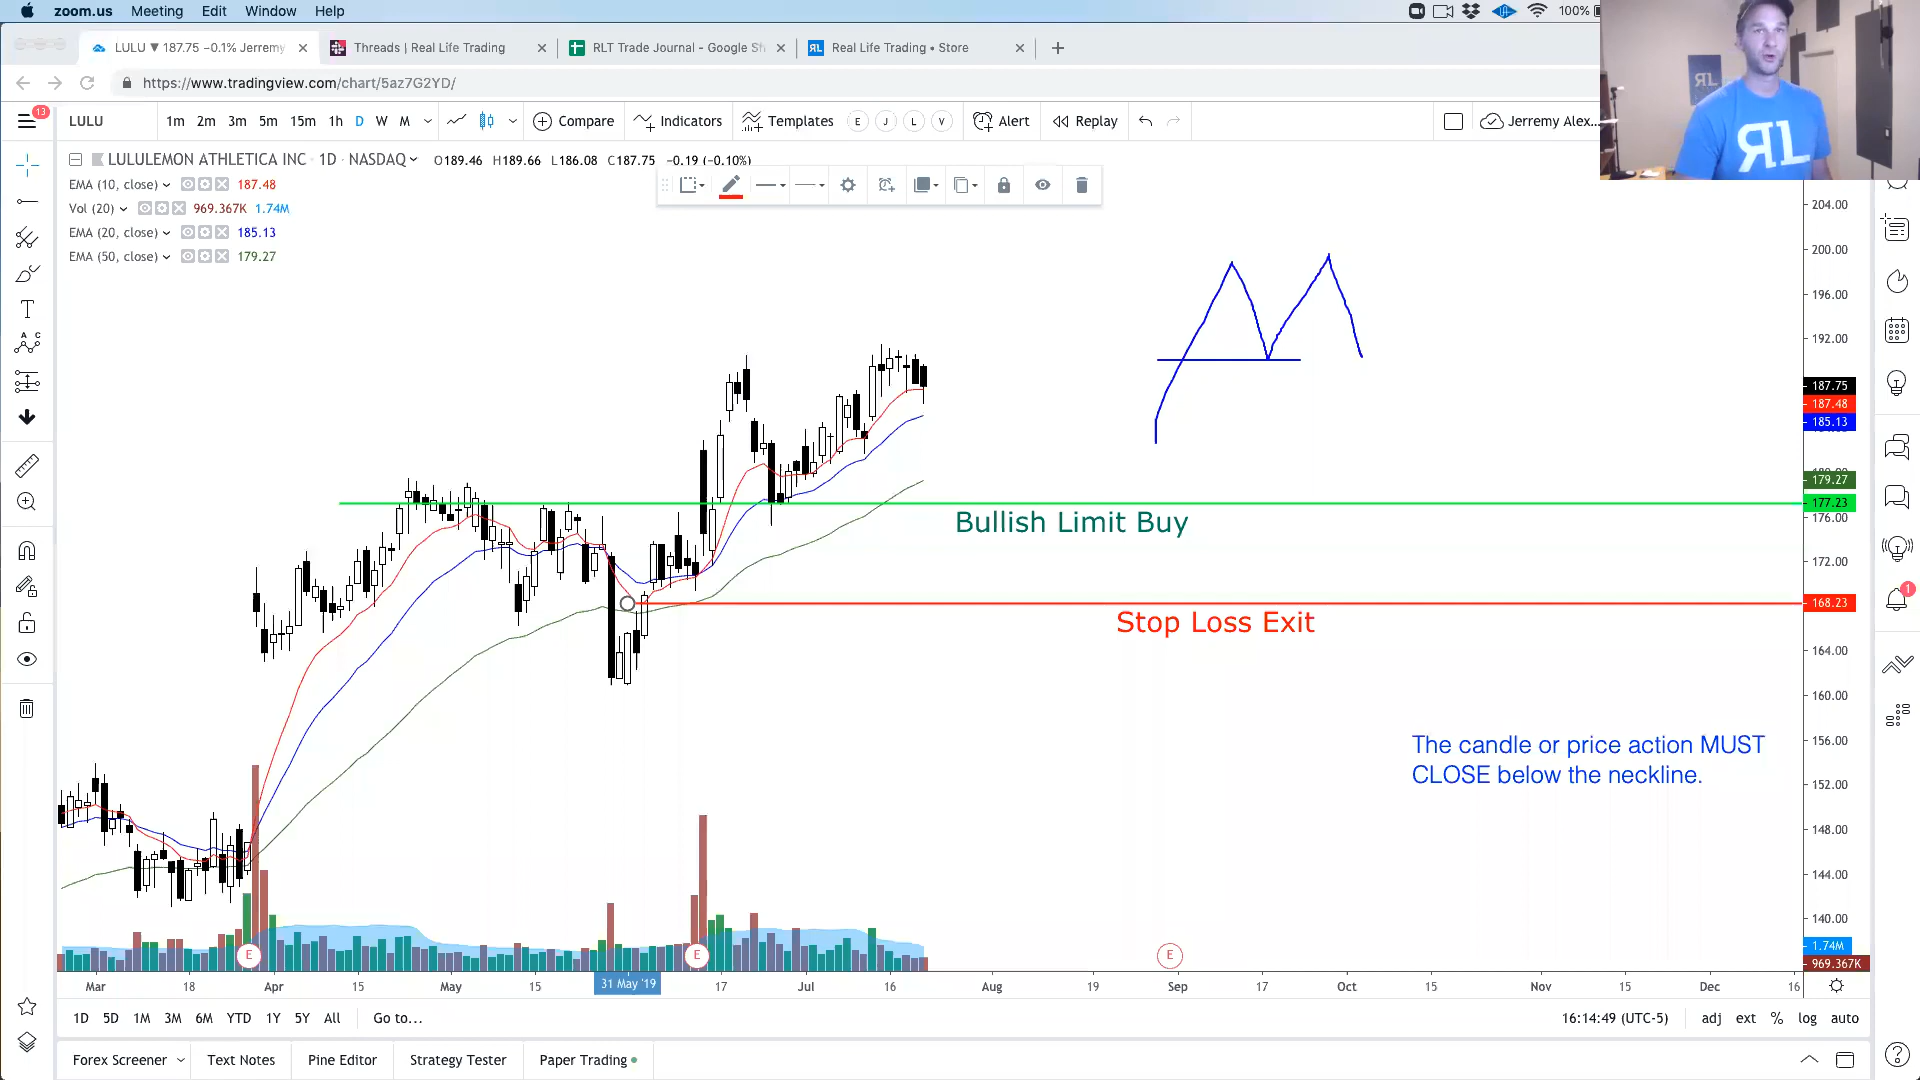 zoom.us Meeting Edit Window Help 100%
LULU ▼ 187.75 −0.1% Jerremy
Threads | Real Life Trading
RLT Trade Journal - Google Sh
Real Life Trading • Store
https://www.tradingview.com/chart/5az7G2YD/
13
LULU 1m 2m 3m 5m 15m 1h D W M Compare Indicators Templates E J L V Alert Replay Jerremy Alex...
LULULEMON ATHLETICA INC · 1D · NASDAQ O189.46 H189.66 L186.08 C187.75 −0.19 (−0.10%)
EMA (10, close) 187.48
Vol (20) 969.367K 1.74M
EMA (20, close) 185.13
EMA (50, close) 179.27
RL
RL
204.00
200.00
196.00
192.00
187.75
187.48
185.13
179.27
177.23
176.00
172.00
168.23
164.00
160.00
156.00
152.00
148.00
144.00
140.00
1.74M
969.367K
Bullish Limit Buy
Stop Loss Exit
The candle or price action MUST
CLOSE below the neckline.
1
E E E
Mar 18 Apr 15 May 15 31 May '19 17 Jul 16 Aug 19 Sep 17 Oct 15 Nov 15 Dec 16
1D 5D 1M 3M 6M YTD 1Y 5Y All Go to... 16:14:49 (UTC-5) adj ext % log auto
Forex Screener Text Notes Pine Editor Strategy Tester Paper Trading